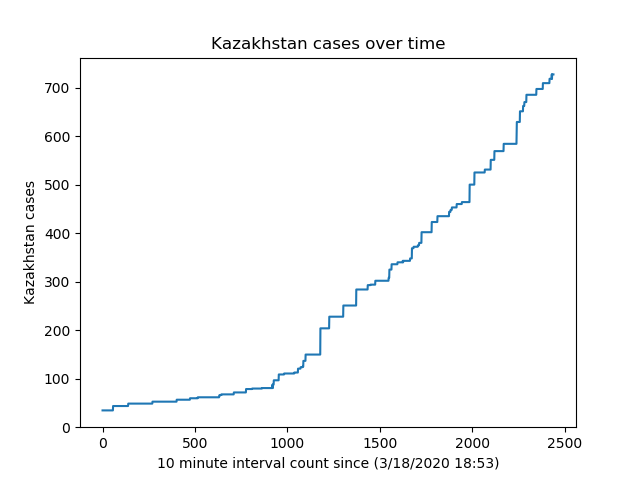 Kazakhstan cases over time
Kazakhstan cases
700
600
500
400
300
200
100
0
0 500 1000 1500 2000 2500
10 minute interval count since (3/18/2020 18:53)